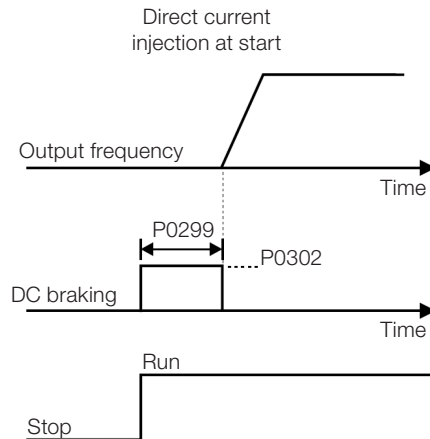 Direct current
injection at start
Output frequency
Time
P0299
P0302
DC braking
Time
Run
Stop